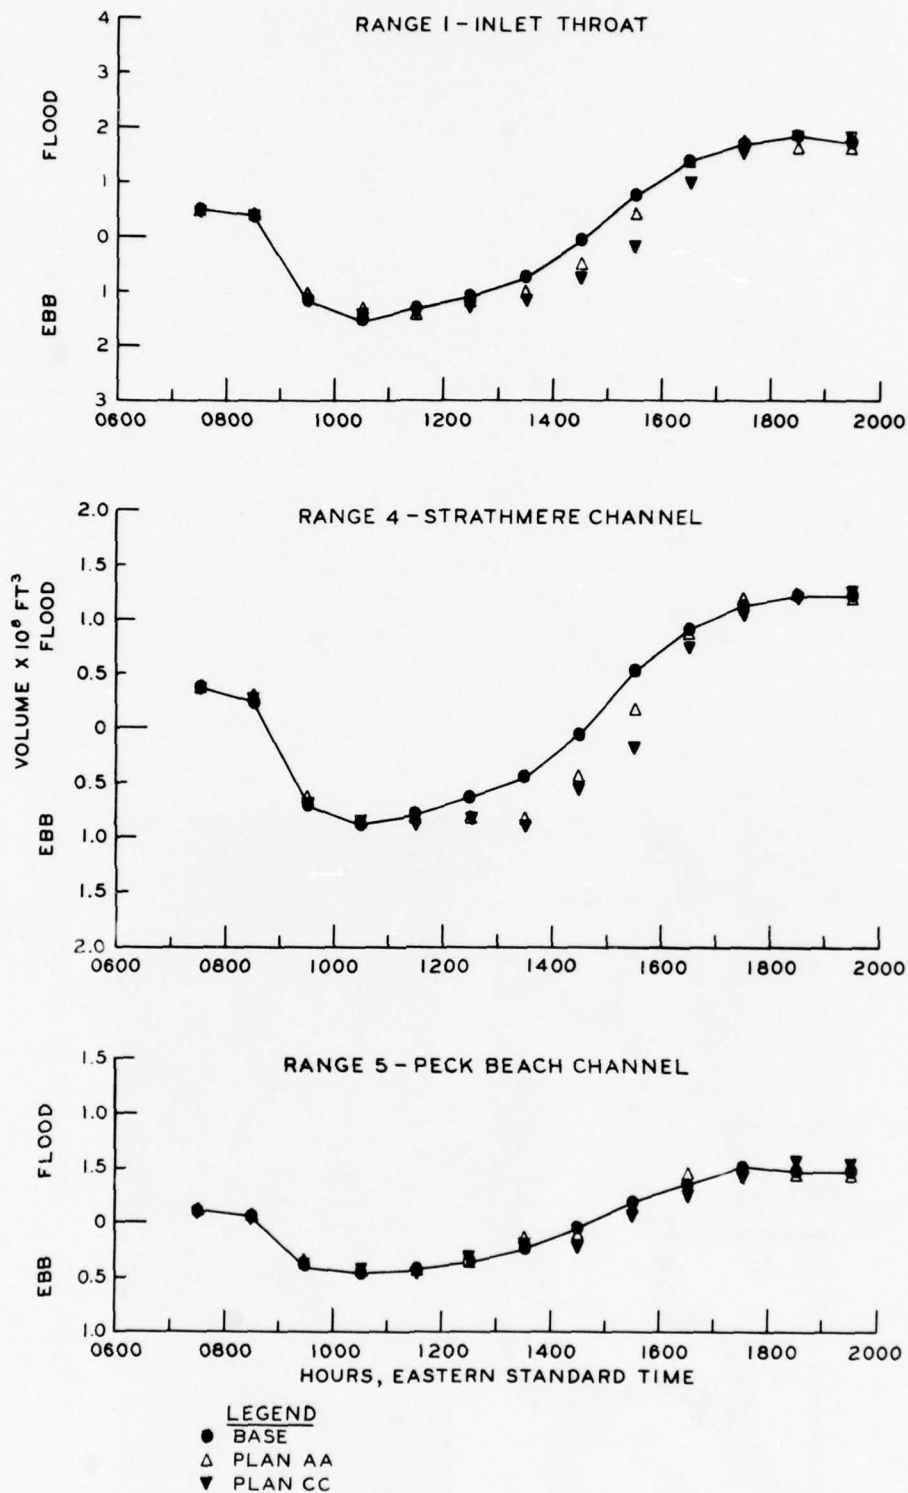 RANGE 1 - INLET THROAT
4
3
2
1
0
1
2
3
FLOOD
EBB
0600 0800 1000 1200 1400 1600 1800 2000
RANGE 4 - STRATHMERE CHANNEL
2.0
1.5
1.0
0.5
0
0.5
1.0
1.5
2.0
VOLUME X 10⁸ FT³
FLOOD
EBB
0600 0800 1000 1200 1400 1600 1800 2000
RANGE 5 - PECK BEACH CHANNEL
1.5
1.0
1.5
0
0.5
1.0
FLOOD
EBB
0600 0800 1000 1200 1400 1600 1800 2000
HOURS, EASTERN STANDARD TIME
LEGEND
● BASE
△ PLAN AA
▼ PLAN CC